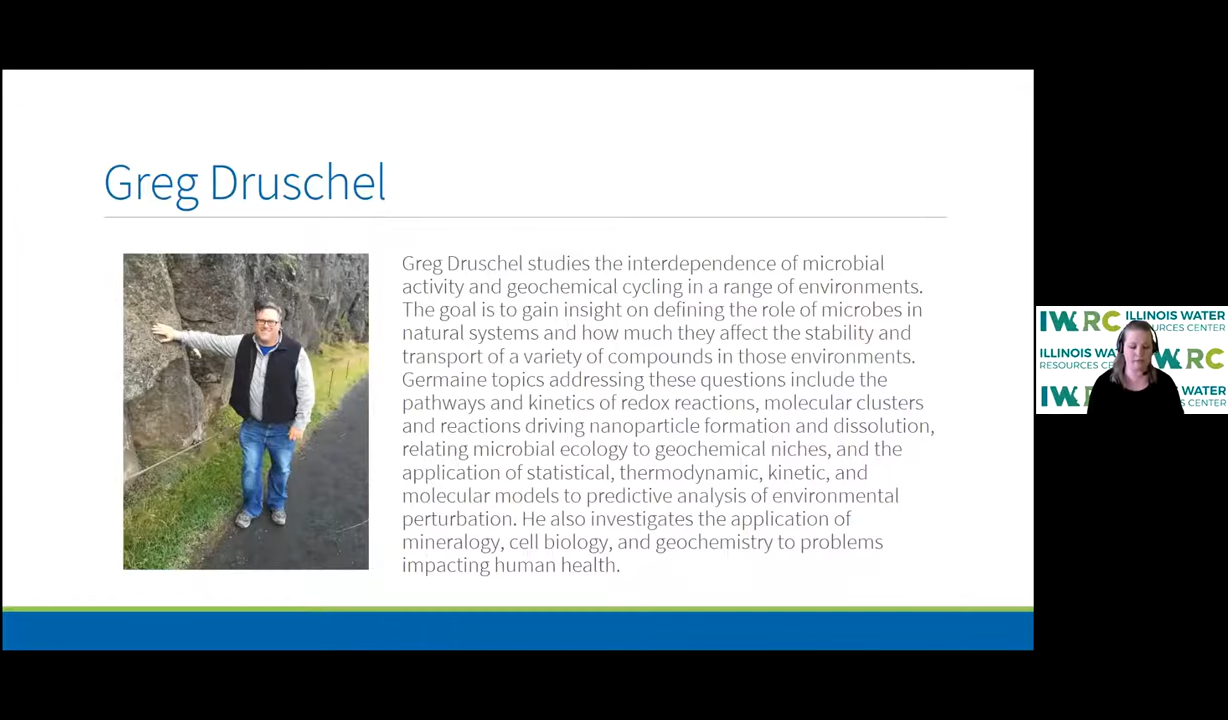 Greg Druschel
Greg Druschel studies the interdependence of microbial
activity and geochemical cycling in a range of environments.
The goal is to gain insight on defining the role of microbes in
natural systems and how much they affect the stability and
transport of a variety of compounds in those environments.
Germaine topics addressing these questions include the
pathways and kinetics of redox reactions, molecular clusters
and reactions driving nanoparticle formation and dissolution,
relating microbial ecology to geochemical niches, and the
application of statistical, thermodynamic, kinetic, and
molecular models to predictive analysis of environmental
perturbation. He also investigates the application of
mineralogy, cell biology, and geochemistry to problems
impacting human health.
IWRC ILLINOIS WATER
CENTER
ILLINOIS
RESOURCES
RC
WATER
CENTER